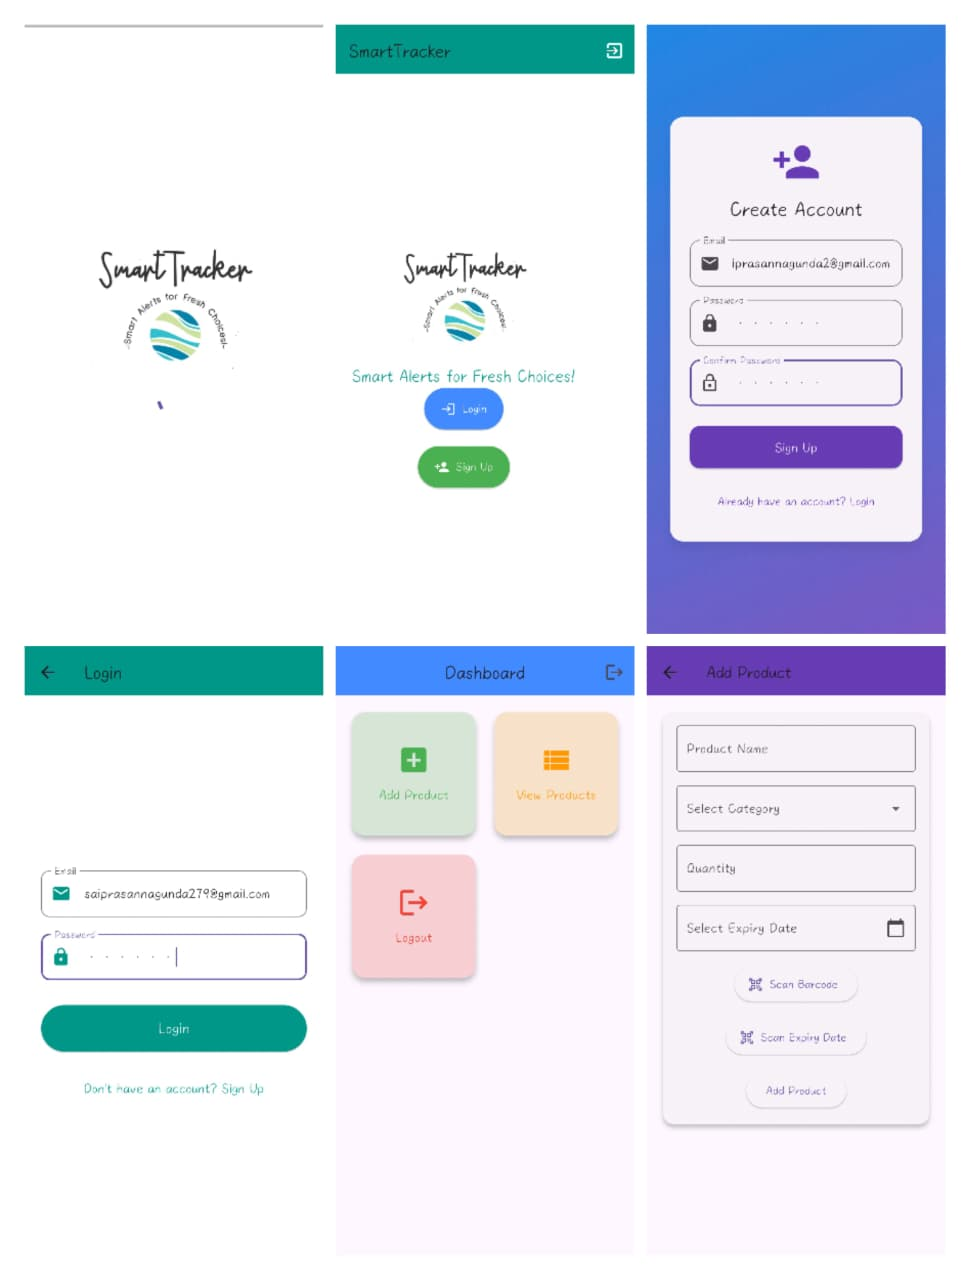 SmartTracker
-Smart Alerts for Fresh Choices!-
SmartTracker
SmartTracker
-Smart Alerts for Fresh Choices!-
Smart Alerts for Fresh Choices!
Login
Sign Up
Create Account
Email
iprasannagunda2@gmail.com
Password
Confirm Password
Sign Up
Already have an account? Login
Login
Email
saiprasannagunda279@gmail.com
Password
Login
Don't have an account? Sign Up
Dashboard
Add Product
View Products
Logout
Add Product
Product Name
Select Category
Quantity
Select Expiry Date
Scan Barcode
Scan Expiry Date
Add Product